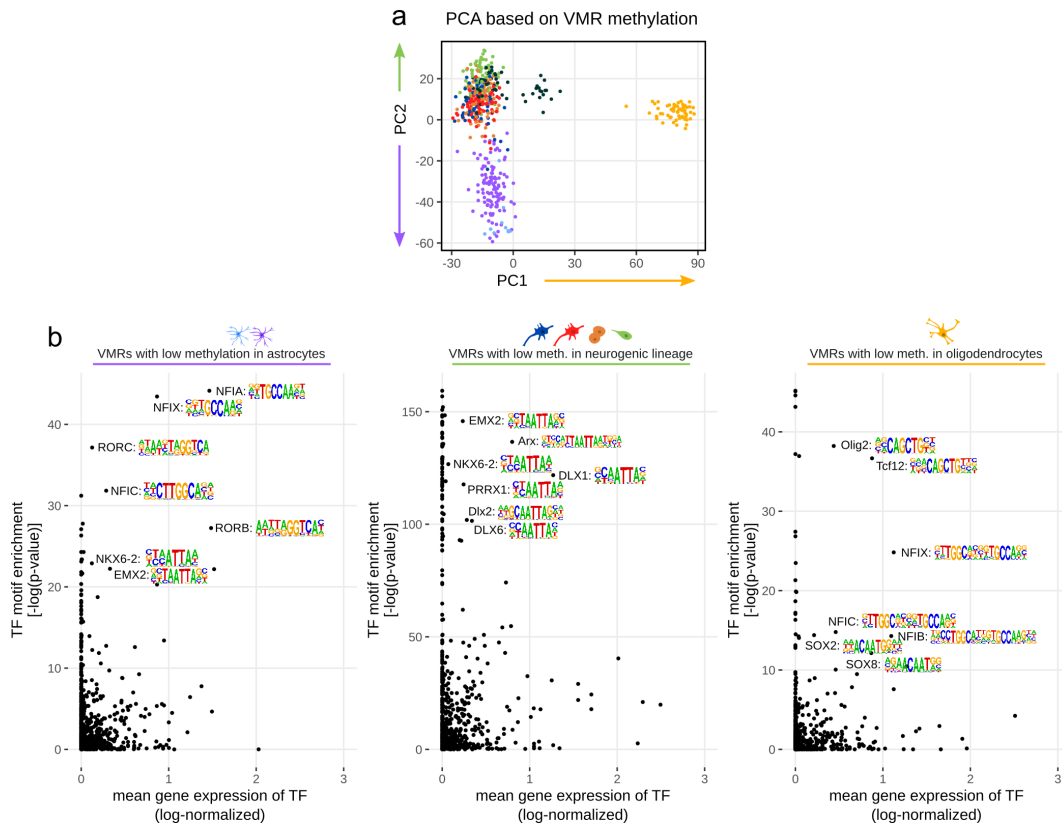 a
PCA based on VMR methylation
PC2
20
0
-20
-40
-60
-30
0
30
60
90
PC1
b
VMRs with low methylation in astrocytes
TF motif enrichment
[-log(p-value)]
40
30
20
10
0
NFIA:
NFIX:
RORC:
NFIC:
RORB:
NKX6-2:
EMX2:
0
1
2
3
mean gene expression of TF
(log-normalized)
VMRs with low meth. in neurogenic lineage
TF motif enrichment
[-log(p-value)]
150
100
50
0
EMX2:
Arx:
NKX6-2:
DLX1:
PRRX1:
Dlx2:
DLX6:
0
1
2
3
mean gene expression of TF
(log-normalized)
VMRs with low meth. in oligodendrocytes
TF motif enrichment
[-log(p-value)]
40
30
20
10
0
Olig2:
Tcf12:
NFIX:
NFIC:
NFIB:
SOX2:
SOX8:
0
1
2
3
mean gene expression of TF
(log-normalized)